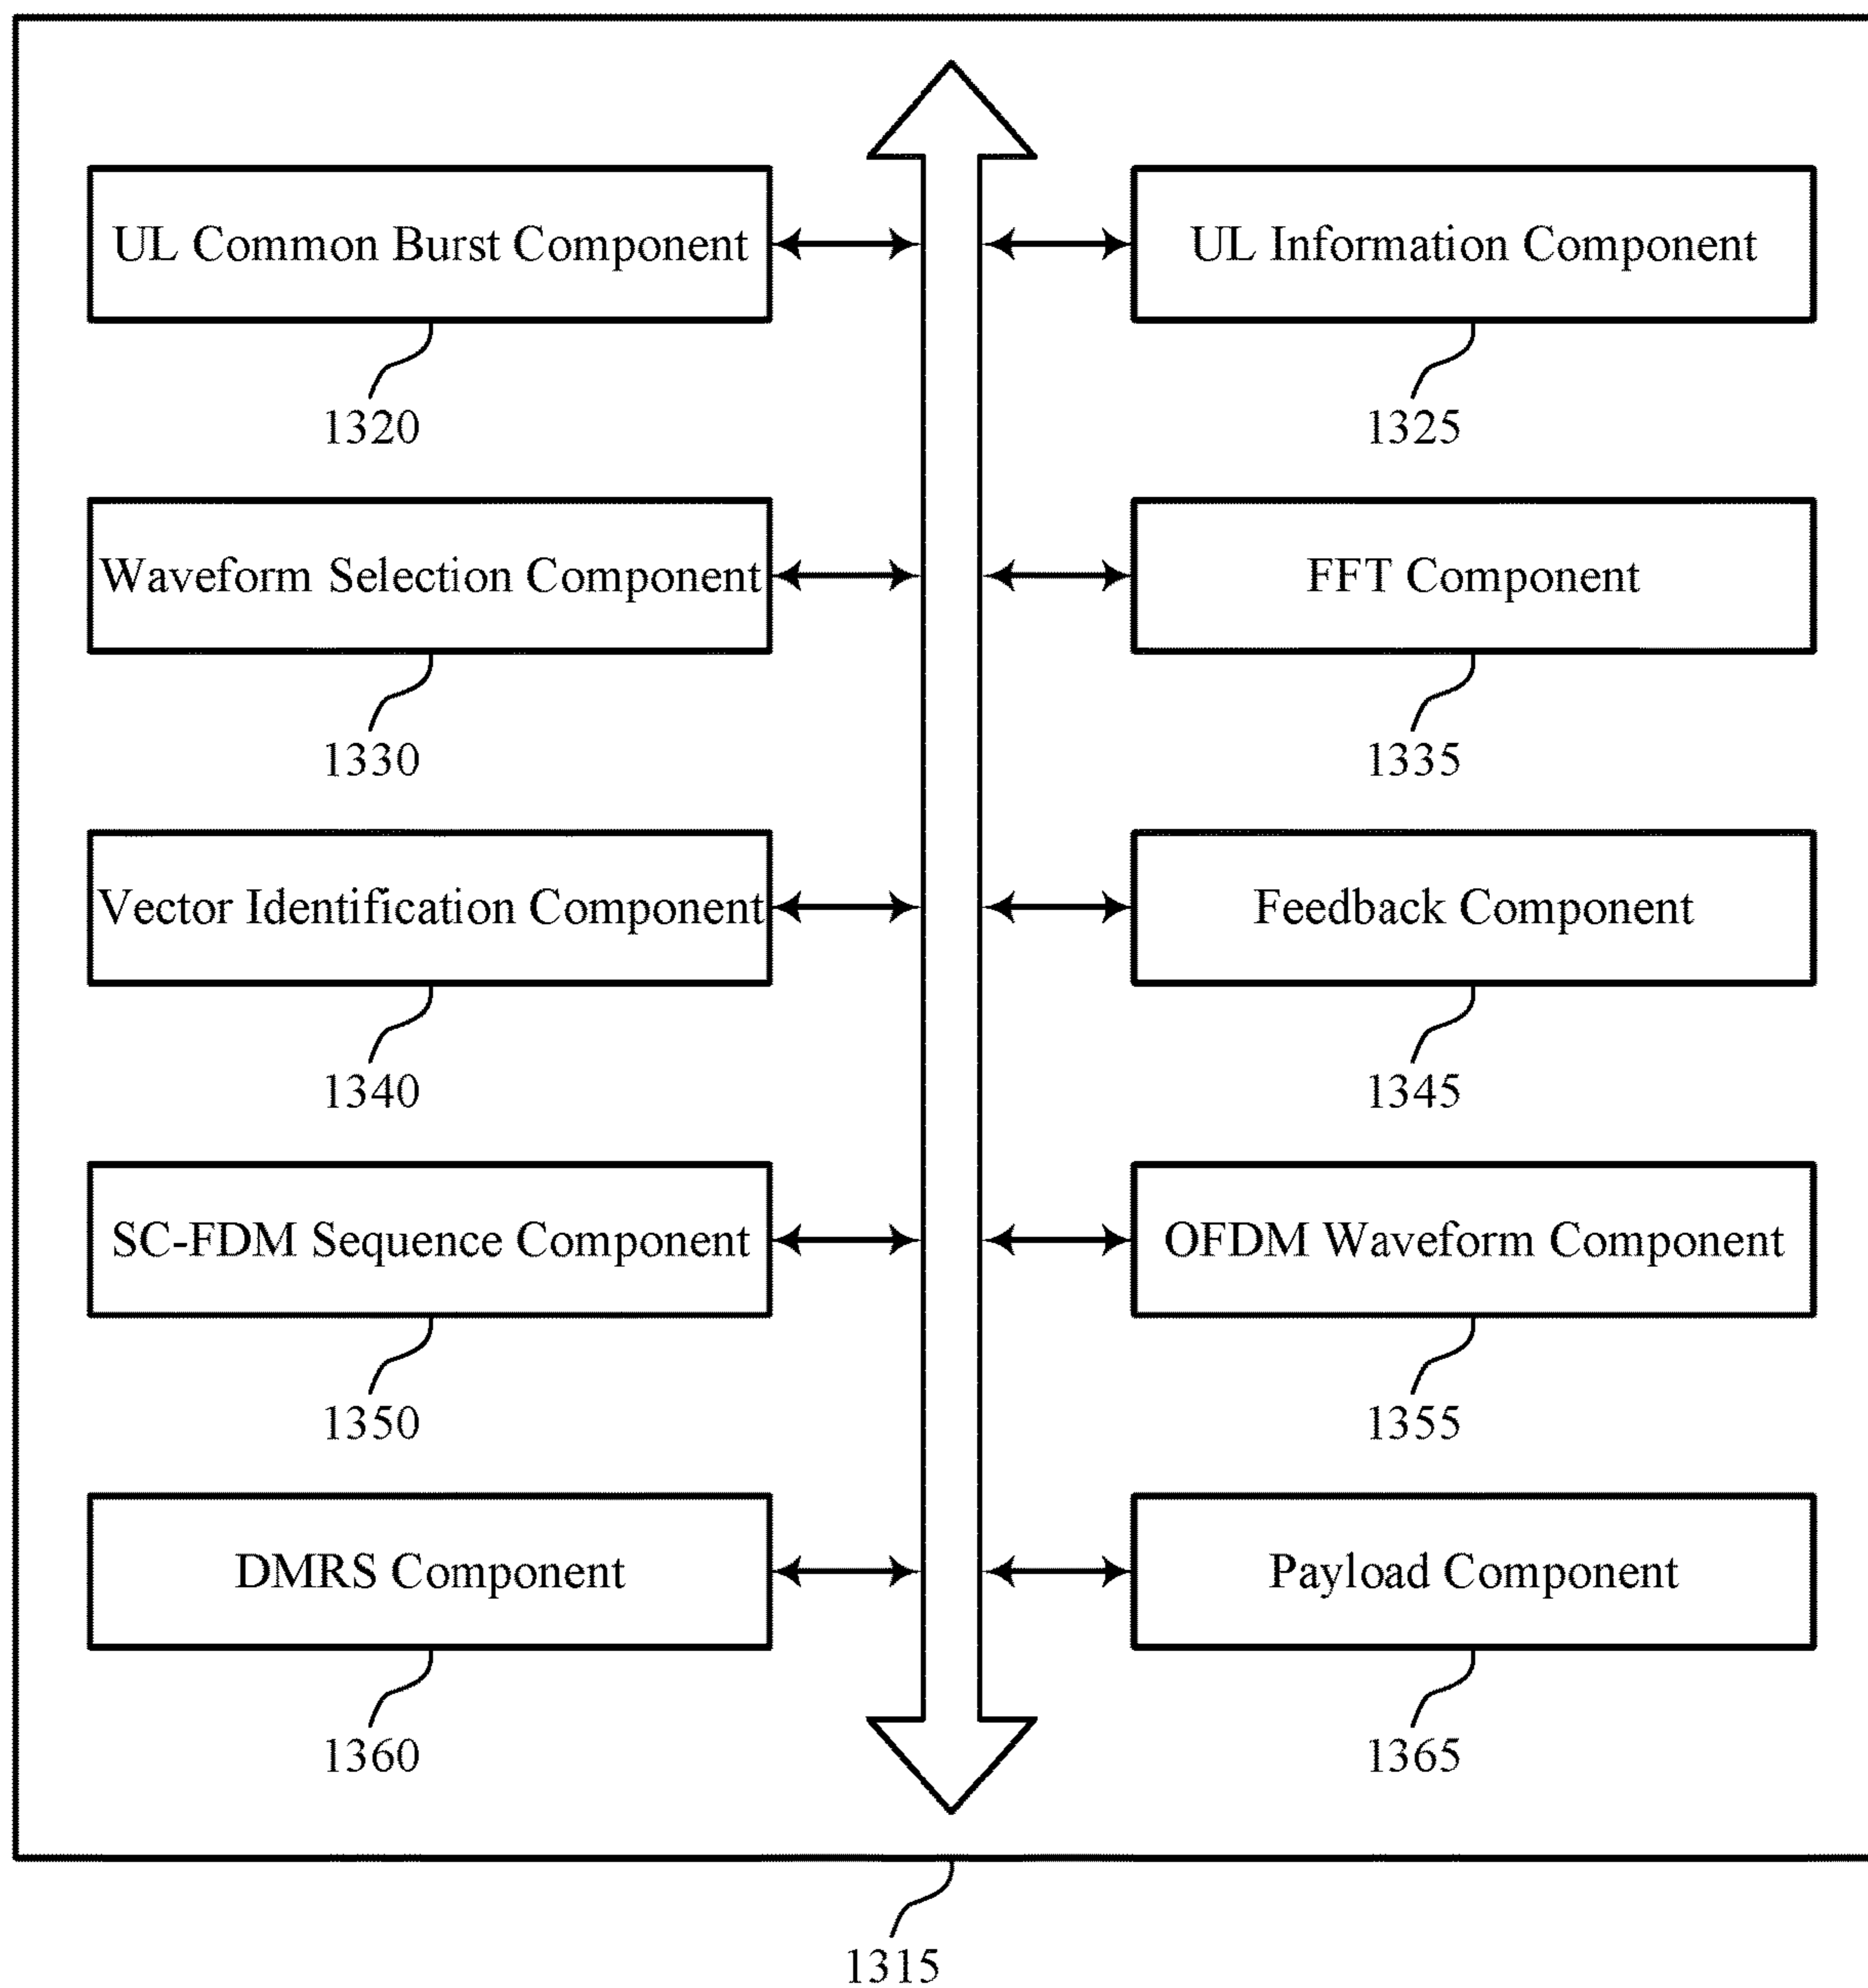 UL Common Burst Component
UL Information Component
1320
1325
Waveform Selection Component
FFT Component
1330
1335
Vector Identification Component
Feedback Component
1340
1345
SC-FDM Sequence Component
OFDM Waveform Component
1350
1355
DMRS Component
Payload Component
1360
1365
1315